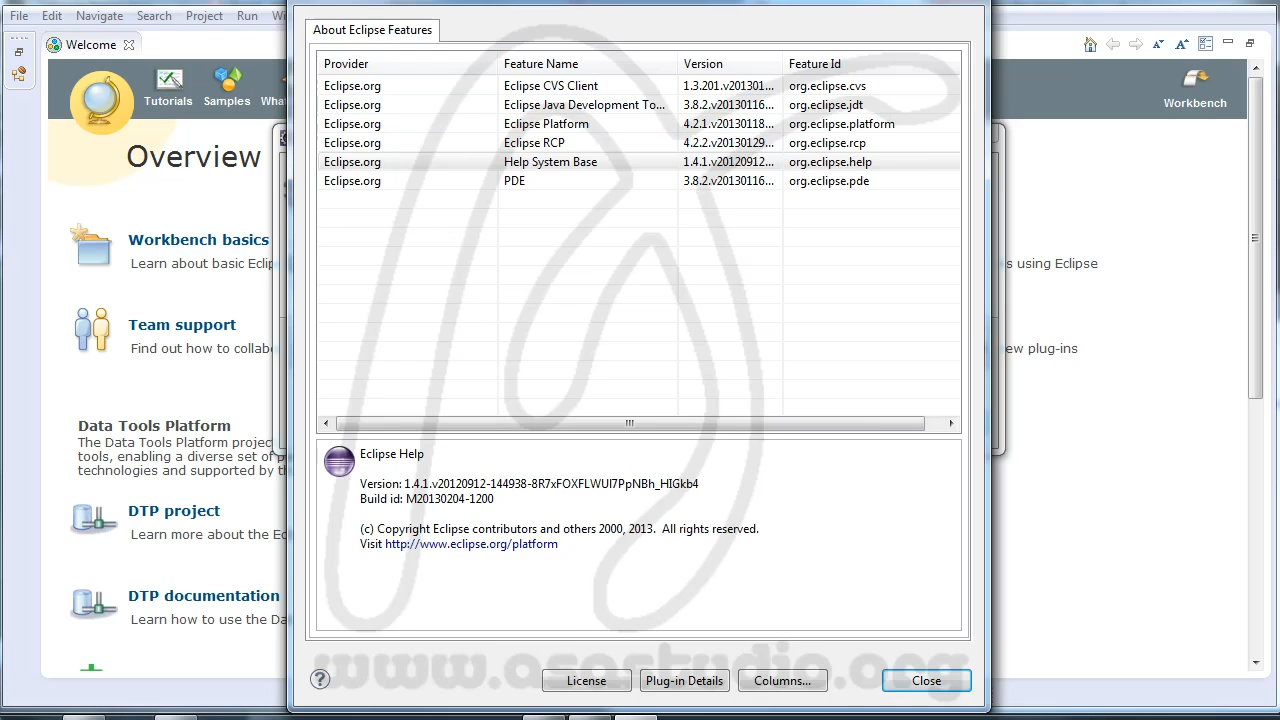 File Edit Navigate Search Project Run
Welcome
Tutorials Samples
Workbench
Overview
Workbench basics
Learn about basic
s using Eclipse
Team support
Find out how to
ew plug-ins
Data Tools Platform
The Data Tools Platform
tools, enabling a diverse set of
technologies and supported by
DTP project
Learn more about the
DTP documentation
Learn how to use the
About Eclipse Features
Provider Feature Name Version Feature Id
Eclipse.org Eclipse CVS Client 1.3.201.v201301... org.eclipse.cvs
Eclipse.org Eclipse Java Development To... 3.8.2.v20130116... org.eclipse.jdt
Eclipse.org Eclipse Platform 4.2.1.v20130118... org.eclipse.platform
Eclipse.org Eclipse RCP 4.2.2.v20130129... org.eclipse.rcp
Eclipse.org Help System Base 1.4.1.v20120912... org.eclipse.help
Eclipse.org PDE 3.8.2.v20130116... org.eclipse.pde
Eclipse Help
Version: 1.4.1.v20120912-144938-8R7xFOXFLWUl7PpNBh_HIGkb4
Build id: M20130204-1200
(c) Copyright Eclipse contributors and others 2000, 2013. All rights reserved.
Visit http://www.eclipse.org/platform
License Plug-in Details Columns... Close